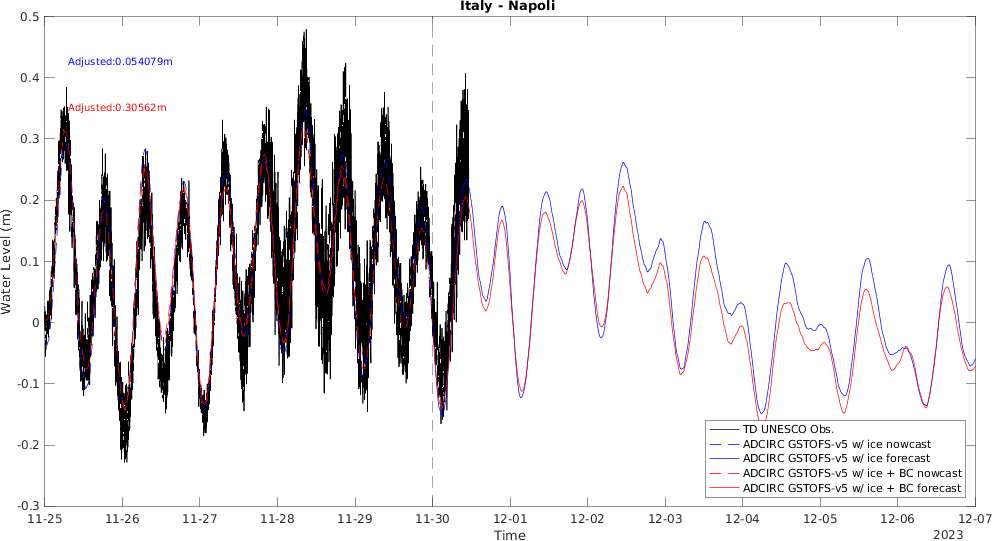 Italy - Napoli
0.5
0.4
0.3
0.2
0.1
0
-0.1
-0.2
-0.3
Water Level (m)
Adjusted:0.054079m
Adjusted:0.30562m
TD UNESCO Obs.
ADCIRC GSTOFS-v5 w/ ice nowcast
ADCIRC GSTOFS-v5 w/ ice forecast
ADCIRC GSTOFS-v5 w/ ice + BC nowcast
ADCIRC GSTOFS-v5 w/ ice + BC forecast
11-25 11-26 11-27 11-28 11-29 11-30 12-01 12-02 12-03 12-04 12-05 12-06 12-07
Time
2023